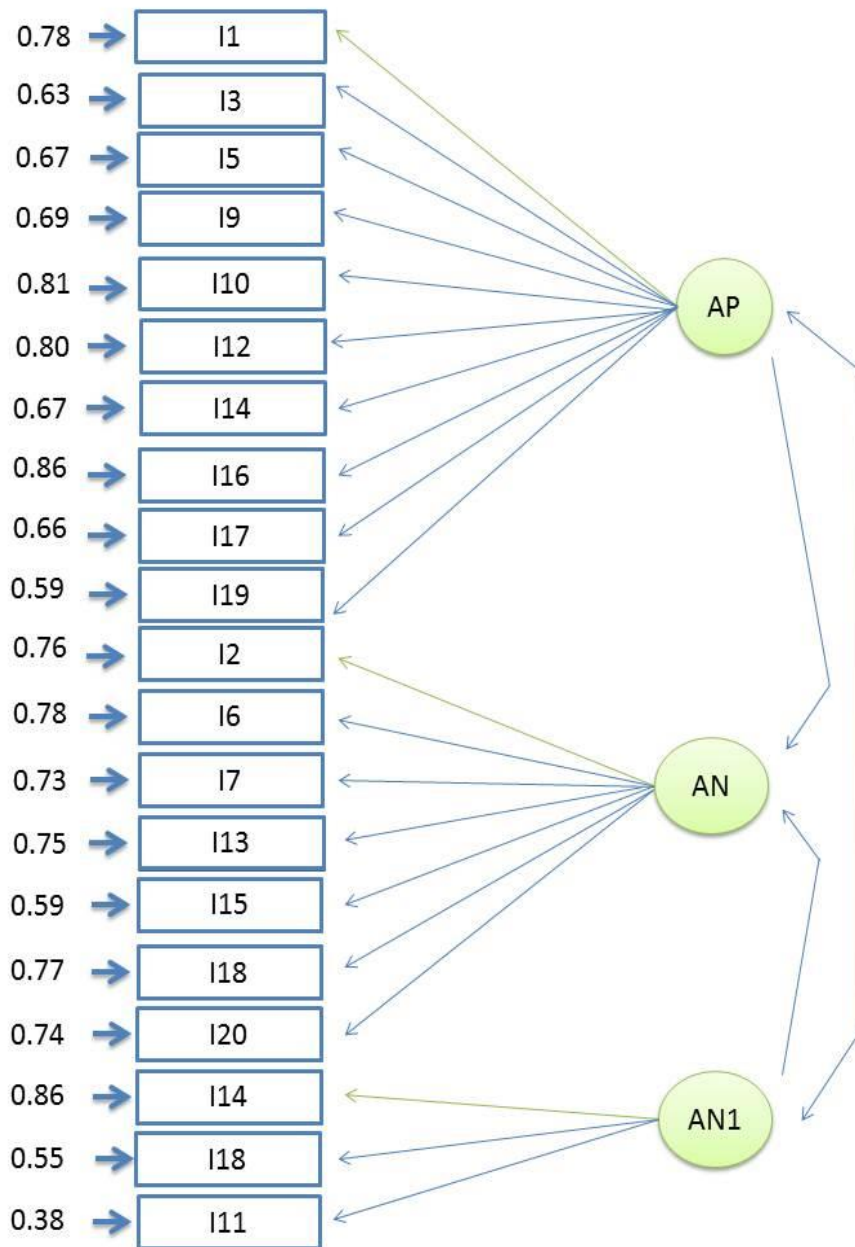 0.78 I1
0.63 I3
0.67 I5
0.69 I9
0.81 I10
AP
0.80 I12
0.67 I14
0.86 I16
0.66 I17
0.59 I19
0.76 I2
0.78 I6
0.73 I7
AN
0.75 I13
0.59 I15
0.77 I18
0.74 I20
0.86 I14
AN1
0.55 I18
0.38 I11